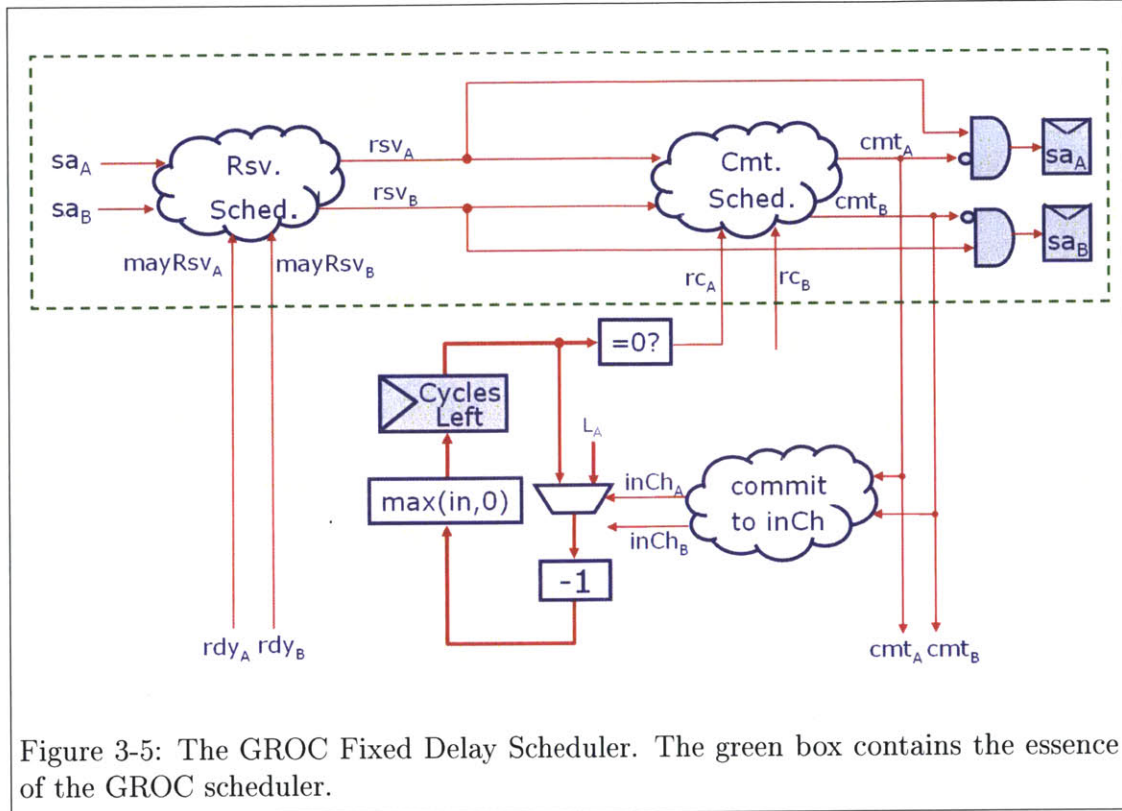 sa_A
sa_B
Rsv.
Sched.
rsv_A
rsv_B
Cmt.
Sched.
cmt_A
cmt_B
sa_A
sa_B
mayRsv_A
mayRsv_B
rc_A
rc_B
=0?
Cycles
Left
L_A
max(in,0)
inCh_A
inCh_B
commit
to inCh
-1
rdy_A rdy_B
cmt_A cmt_B
Figure 3-5: The GROC Fixed Delay Scheduler. The green box contains the essence
of the GROC scheduler.